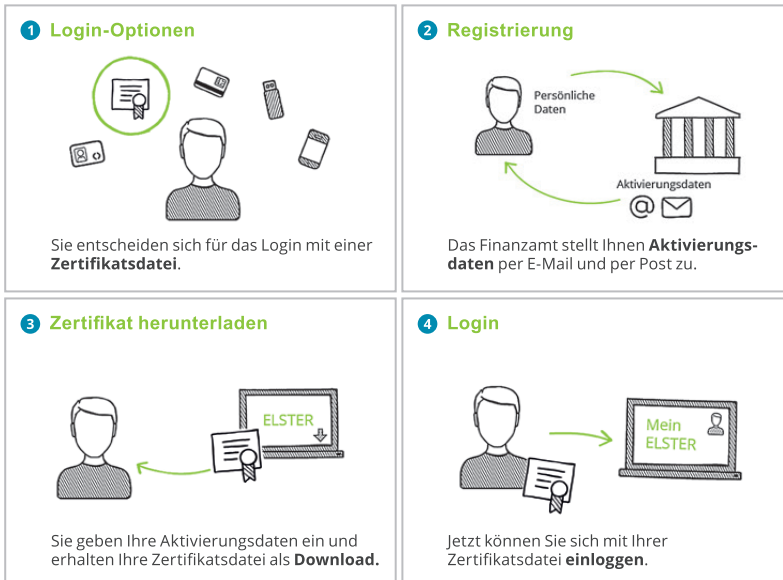 1 Login-Optionen
Sie entscheiden sich für das Login mit einer
Zertifikatsdatei.
2 Registrierung
Persönliche
Daten
Aktivierungsdaten
@
Das Finanzamt stellt Ihnen Aktivierungs-
daten per E-Mail und per Post zu.
3 Zertifikat herunterladen
ELSTER
Sie geben Ihre Aktivierungsdaten ein und
erhalten Ihre Zertifikatsdatei als Download.
4 Login
Mein
ELSTER
Jetzt können Sie sich mit Ihrer
Zertifikatsdatei einloggen.